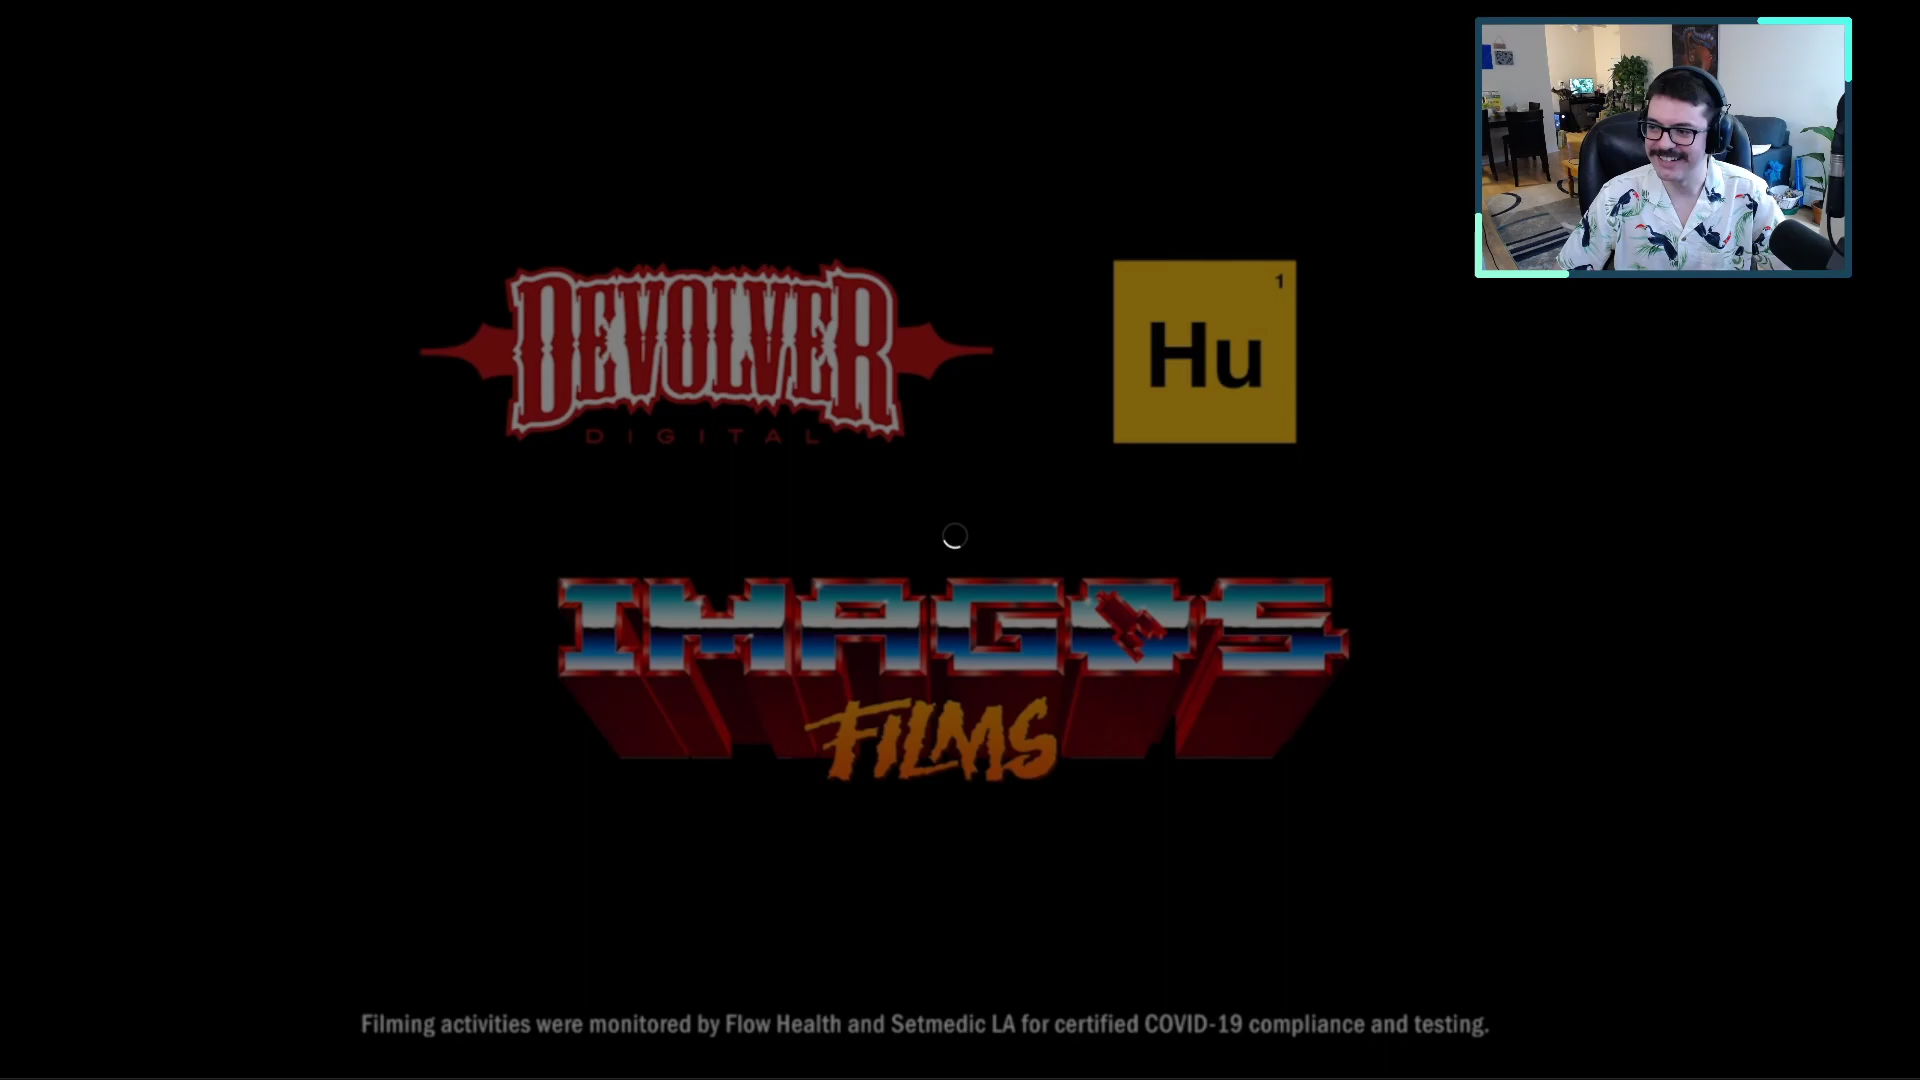 DEVOLVER
DIGITAL
1
Hu
IMAGOS
FILMS
Filming activities were monitored by Flow Health and Setmedic LA for certified COVID-19 compliance and testing.